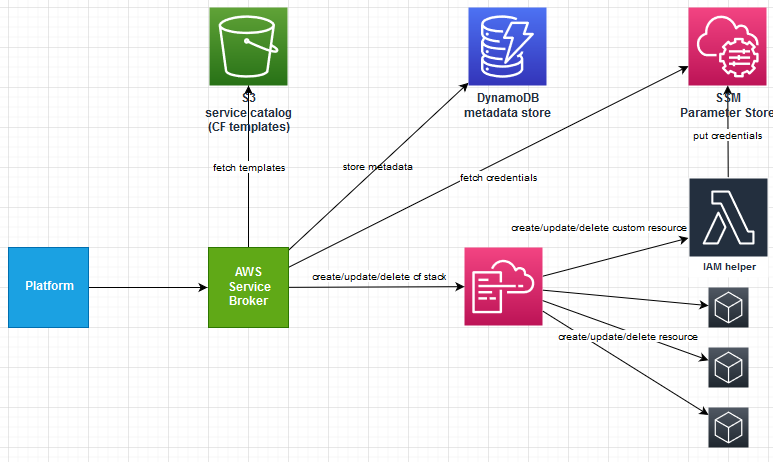 S3
service catalog
(CF templates)
DynamoDB
metadata store
SSM
Parameter Store
put credentials
fetch templates
store metadata
fetch credentials
create/update/delete custom resource
IAM helper
Platform
AWS
Service
Broker
create/update/delete cf stack
create/update/delete resource